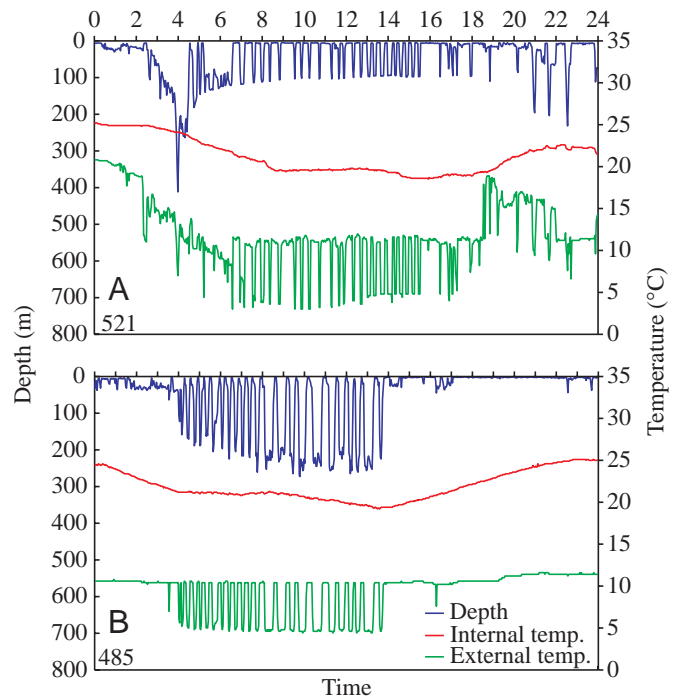 0 2 4 6 8 10 12 14 16 18 20 22 24
0 35
100 30
200 25
300 20
400 15
500 10
600 5
700 0
800
A
521
Depth (m)
Temperature (°C)
0 35
100 30
200 25
300 20
400 15
500 10
600 5
700 0
800
B
485
Depth
Internal temp.
External temp.
Time